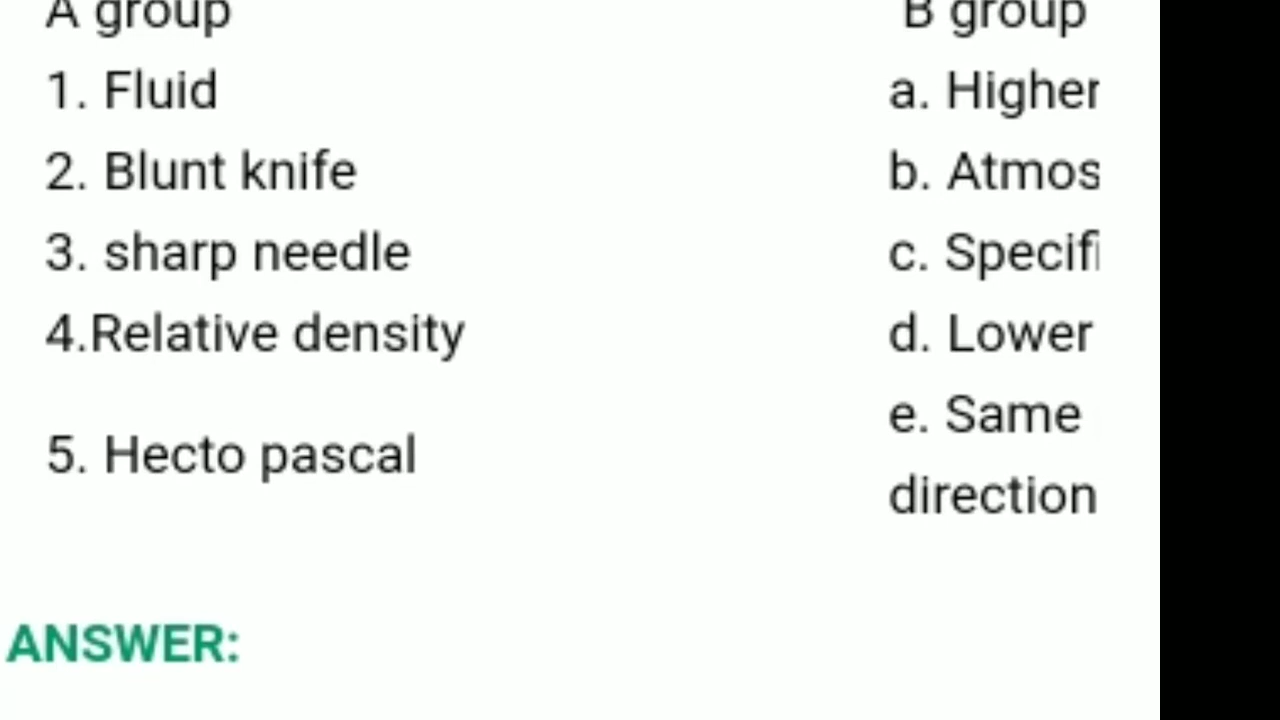 A group B group
1. Fluid a. Higher
2. Blunt knife b. Atmos
3. sharp needle c. Specifi
4.Relative density d. Lower
e. Same
5. Hecto pascal
direction
ANSWER: